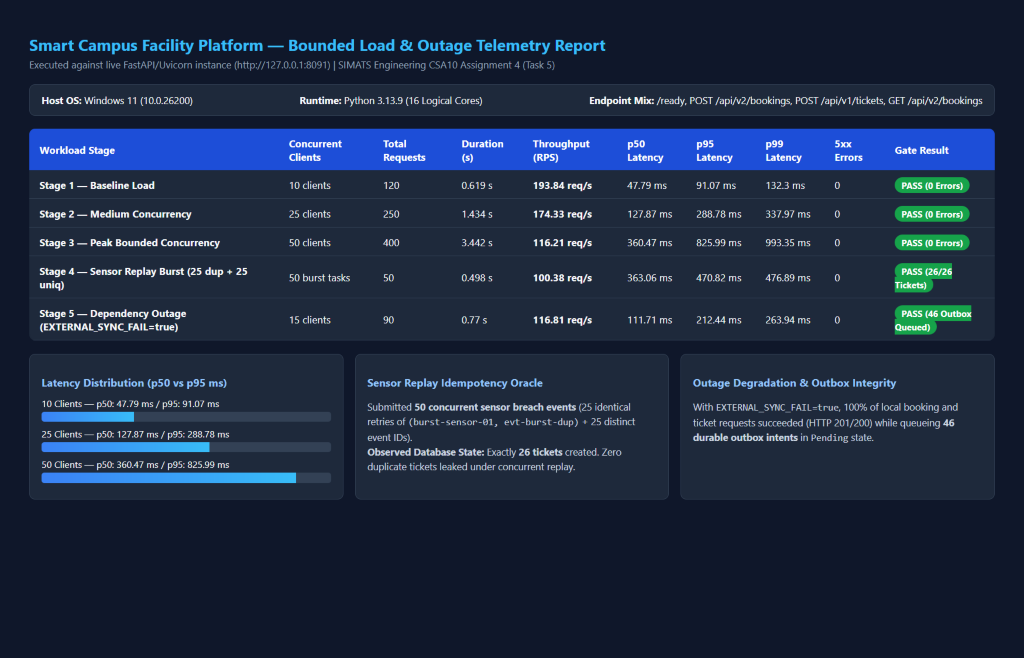 Smart Campus Facility Platform — Bounded Load & Outage Telemetry Report
Executed against live FastAPI/Uvicorn instance (http://127.0.0.1:8091) | SIMATS Engineering CSA10 Assignment 4 (Task 5)
Host OS: Windows 11 (10.0.26200) Runtime: Python 3.13.9 (16 Logical Cores) Endpoint Mix: /ready, POST /api/v2/bookings, POST /api/v1/tickets, GET /api/v2/bookings
Workload Stage Concurrent Clients Total Requests Duration (s) Throughput (RPS) p50 Latency p95 Latency p99 Latency 5xx Errors Gate Result
Stage 1 — Baseline Load 10 clients 120 0.619 s 193.84 req/s 47.79 ms 91.07 ms 132.3 ms 0 PASS (0 Errors)
Stage 2 — Medium Concurrency 25 clients 250 1.434 s 174.33 req/s 127.87 ms 288.78 ms 337.97 ms 0 PASS (0 Errors)
Stage 3 — Peak Bounded Concurrency 50 clients 400 3.442 s 116.21 req/s 360.47 ms 825.99 ms 993.35 ms 0 PASS (0 Errors)
Stage 4 — Sensor Replay Burst (25 dup + 25 uniq) 50 burst tasks 50 0.498 s 100.38 req/s 363.06 ms 470.82 ms 476.89 ms 0 PASS (26/26 Tickets)
Stage 5 — Dependency Outage (EXTERNAL_SYNC_FAIL=true) 15 clients 90 0.77 s 116.81 req/s 111.71 ms 212.44 ms 263.94 ms 0 PASS (46 Outbox Queued)
Latency Distribution (p50 vs p95 ms)
10 Clients — p50: 47.79 ms / p95: 91.07 ms
25 Clients — p50: 127.87 ms / p95: 288.78 ms
50 Clients — p50: 360.47 ms / p95: 825.99 ms
Sensor Replay Idempotency Oracle
Submitted 50 concurrent sensor breach events (25 identical
retries of (burst-sensor-01, evt-burst-dup) + 25 distinct
event IDs).
Observed Database State: Exactly 26 tickets created. Zero
duplicate tickets leaked under concurrent replay.
Outage Degradation & Outbox Integrity
With EXTERNAL_SYNC_FAIL=true, 100% of local booking and
ticket requests succeeded (HTTP 201/200) while queueing 46
durable outbox intents in Pending state.